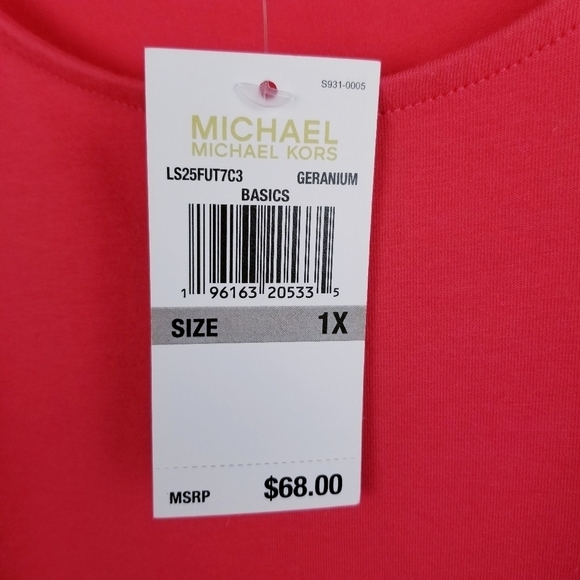 S931-0005
MICHAEL
MICHAEL KORS
LS25FUT7C3 GERANIUM
BASICS
1 96163 20533 5
SIZE 1X
MSRP $68.00